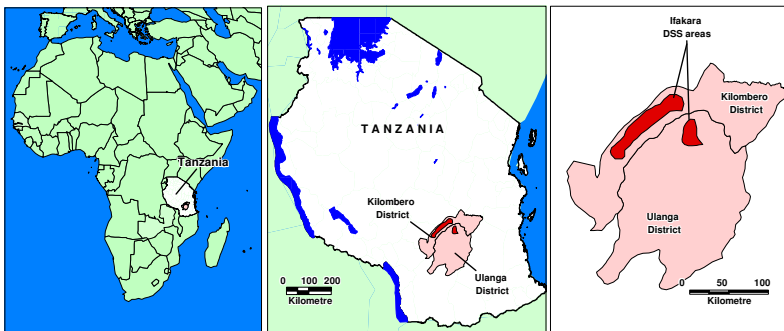 Tanzania
TANZANIA
Kilombero
District
Ulanga
District
0 100 200
Kilometre
Ifakara
DSS areas
Kilombero
District
Ulanga
District
0 50 100
Kilometre